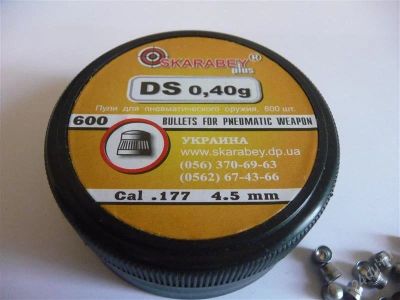 SKARABEY®
plus
DS 0,40g
Пули для пневматического оружия, 600 шт.
600 BULLETS FOR PNEUMATIC WEAPON
УКРАИНА
www.skarabey.dp.ua
(056) 370-69-63
(0562) 67-43-66
Cal .177 4.5 mm